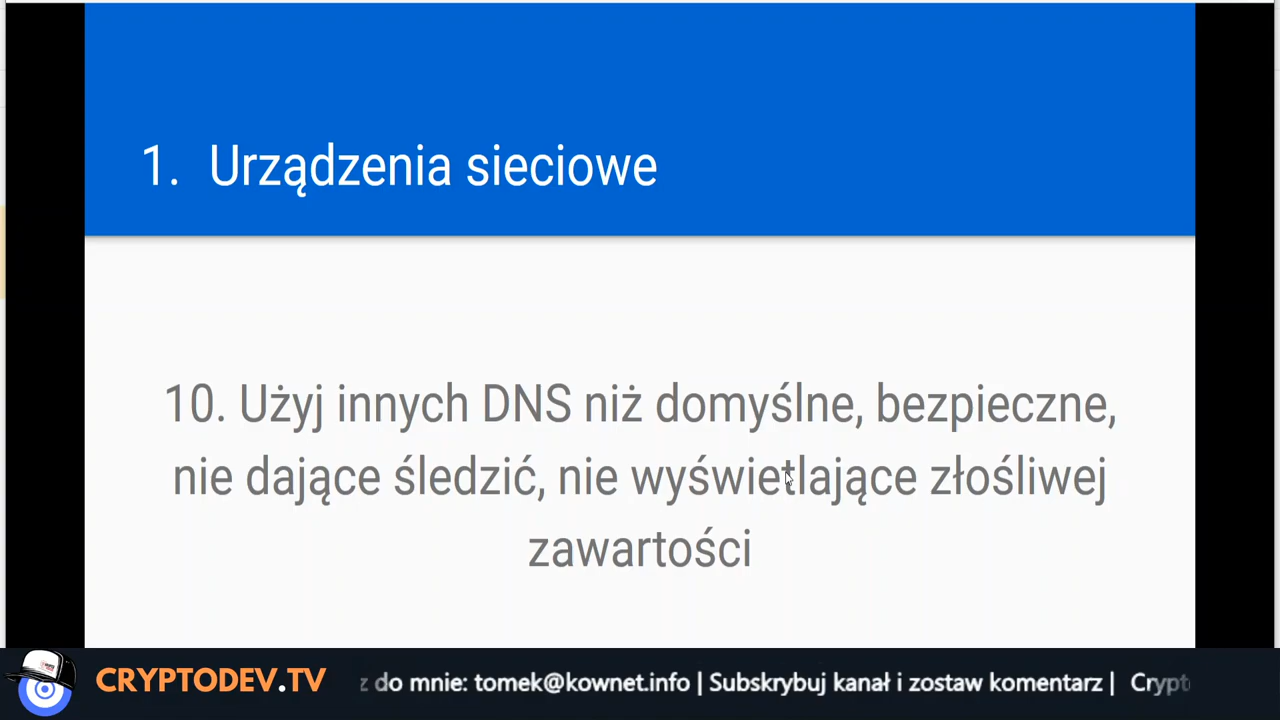 1. Urządzenia sieciowe
10. Użyj innych DNS niż domyślne, bezpieczne,
nie dające śledzić, nie wyświetlające złośliwej
zawartości
CRYPTODEV.TV
z do mnie: tomek@kownet.info | Subskrybuj kanał i zostaw komentarz | Crypto